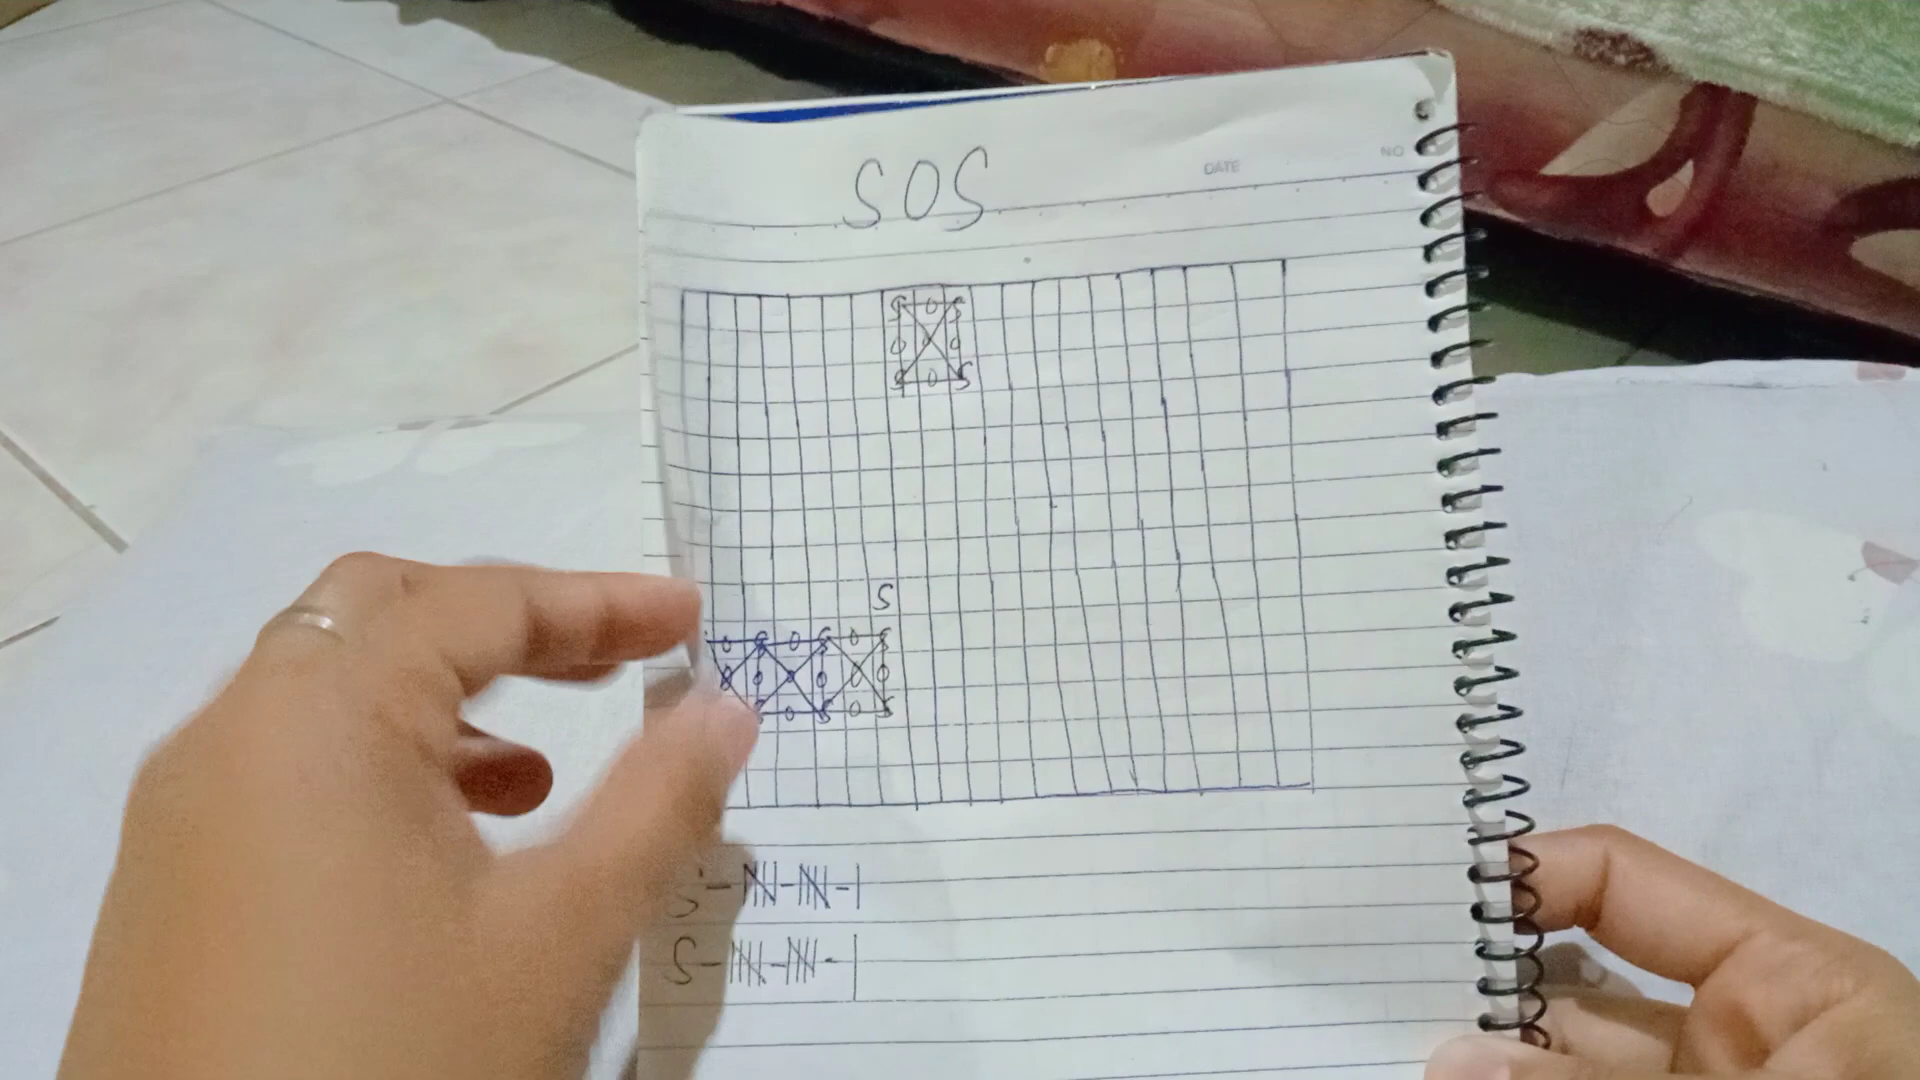 SOS
DATE
NO
S O S
O O O
S O S
S
O S O S O S
O O O O O
S O S O S
S - |||| - |||| - |
S - |||| - |||| - |